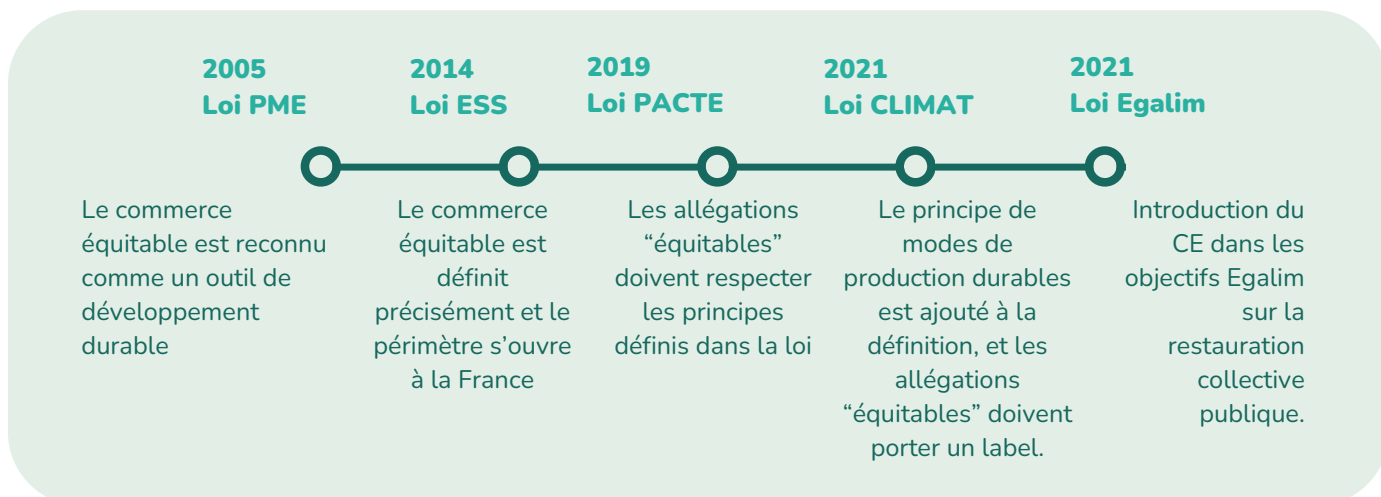 2005
Loi PME
2014
Loi ESS
2019
Loi PACTE
2021
Loi CLIMAT
2021
Loi Egalim
Le commerce
équitable est reconnu
comme un outil de
développement
durable
Le commerce
équitable est
définit
précisément et le
périmètre s’ouvre
à la France
Les allégations
“équitables”
doivent respecter
les principes
définis dans la loi
Le principe de
modes de
production durables
est ajouté à la
définition, et les
allégations
“équitables” doivent
porter un label.
Introduction du
CE dans les
objectifs Egalim
sur la
restauration
collective
publique.